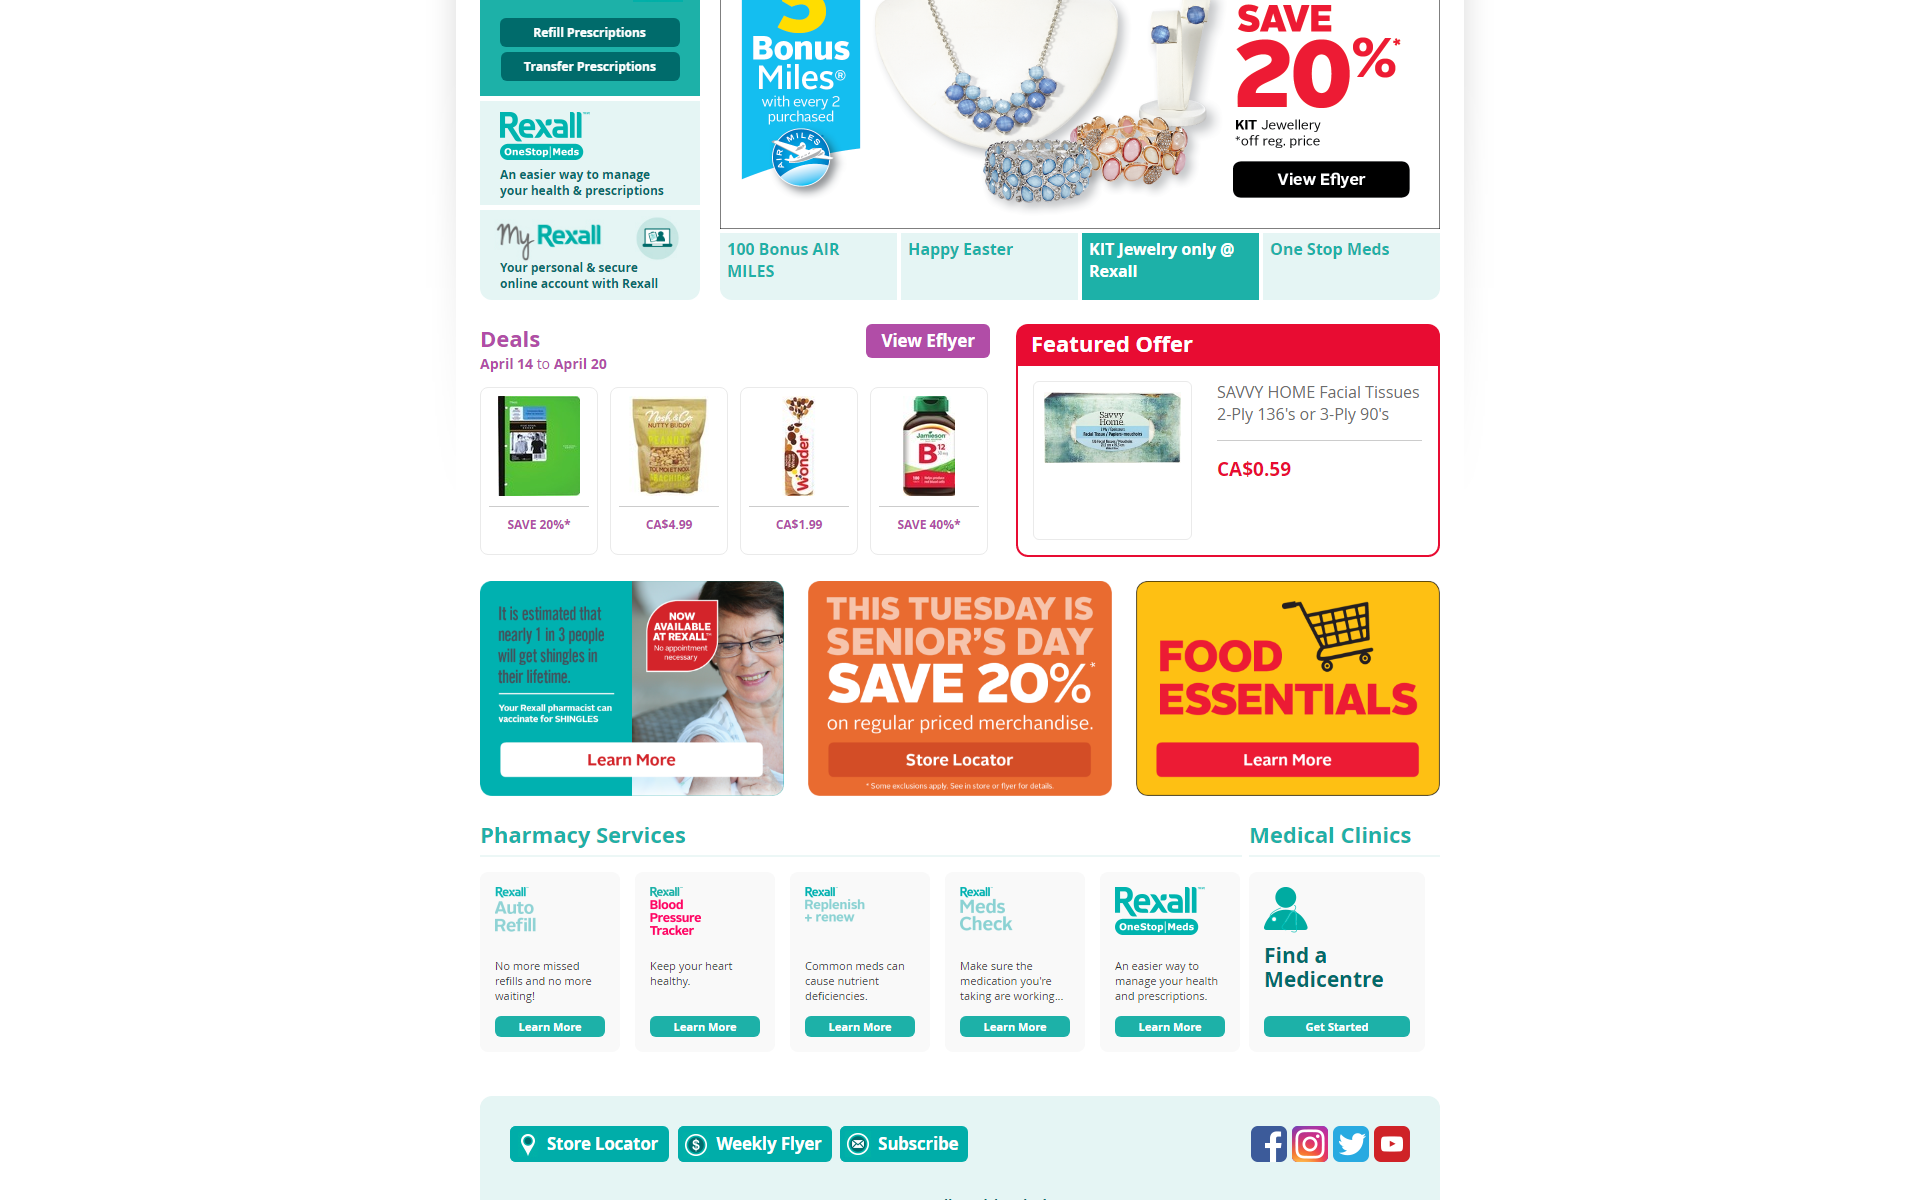 Refill Prescriptions
Transfer Prescriptions
Rexall
OneStop|Meds
An easier way to manage
your health & prescriptions
My Rexall
Your personal & secure
online account with Rexall
Bonus
Miles®
with every 2
purchased
AIR MILES
SAVE
20%*
KIT Jewellery
*off reg. price
View Eflyer
100 Bonus AIR
MILES
Happy Easter
KIT Jewelry only @
Rexall
One Stop Meds
Deals
April 14 to April 20
View Eflyer
Nosh & Co
NUTTY BUDDY
PEANUTS
Wonder
Jamieson
B12
SAVE 20%*
CA$4.99
CA$1.99
SAVE 40%*
Featured Offer
Savvy
Home
SAVVY HOME Facial Tissues
2-Ply 136's or 3-Ply 90's
CA$0.59
It is estimated that
nearly 1 in 3 people
will get shingles in
their lifetime.
Your Rexall pharmacist can
vaccinate for SHINGLES
NOW
AVAILABLE
AT REXALL™
No appointment
necessary
Learn More
THIS TUESDAY IS
SENIOR'S DAY
SAVE 20%*
on regular priced merchandise.
Store Locator
* Some exclusions apply. See in store or flyer for details.
FOOD
ESSENTIALS
Learn More
Pharmacy Services
Medical Clinics
Rexall
Auto
Refill
No more missed
refills and no more
waiting!
Learn More
Rexall
Blood
Pressure
Tracker
Keep your heart
healthy.
Learn More
Rexall
Replenish
+ renew
Common meds can
cause nutrient
deficiencies.
Learn More
Rexall
Meds
Check
Make sure the
medication you're
taking are working...
Learn More
Rexall
OneStop|Meds
An easier way to
manage your health
and prescriptions.
Learn More
Find a
Medicentre
Get Started
Store Locator
Weekly Flyer
Subscribe